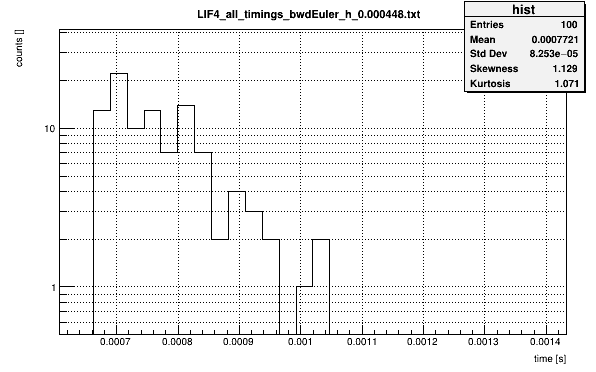 LIF4_all_timings_bwdEuler_h_0.000448.txt
hist
Entries 100
Mean 0.0007721
Std Dev 8.253e−05
Skewness 1.129
Kurtosis 1.071
counts []
10
1
0.0007 0.0008 0.0009 0.001 0.0011 0.0012 0.0013 0.0014
time [s]